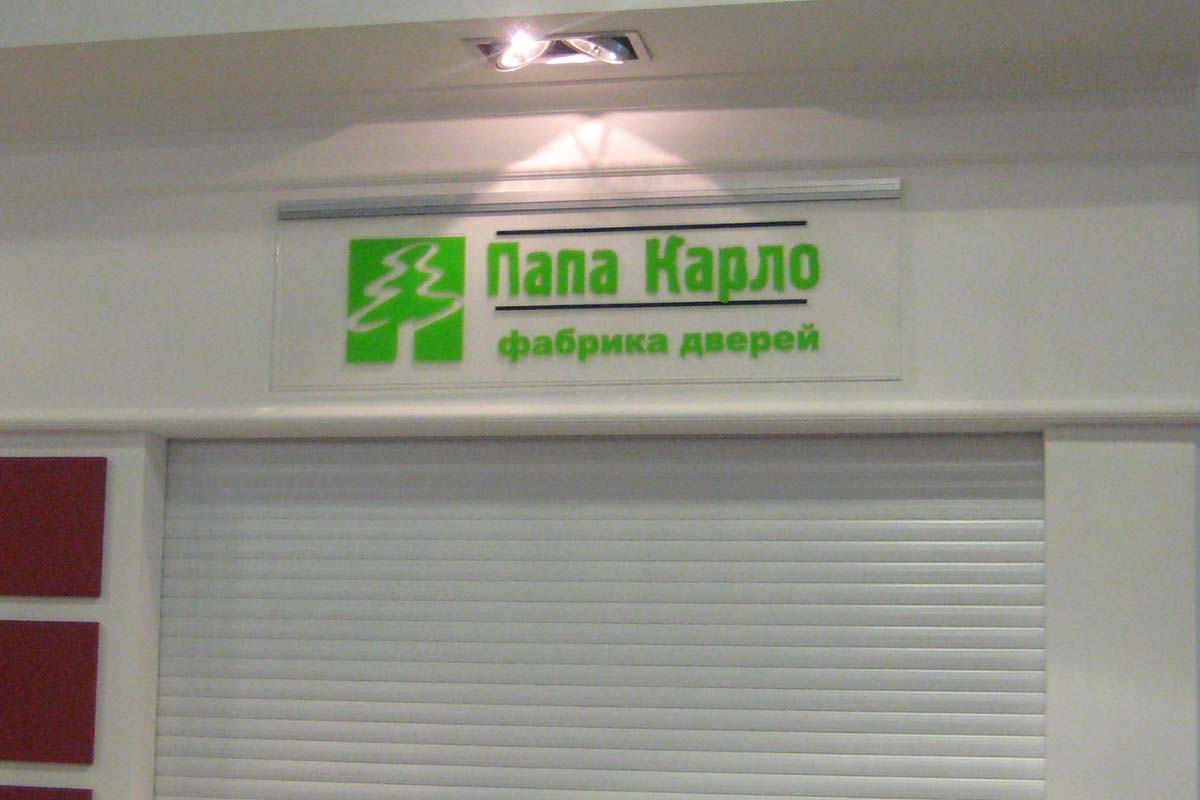 Папа Карло
фабрика дверей